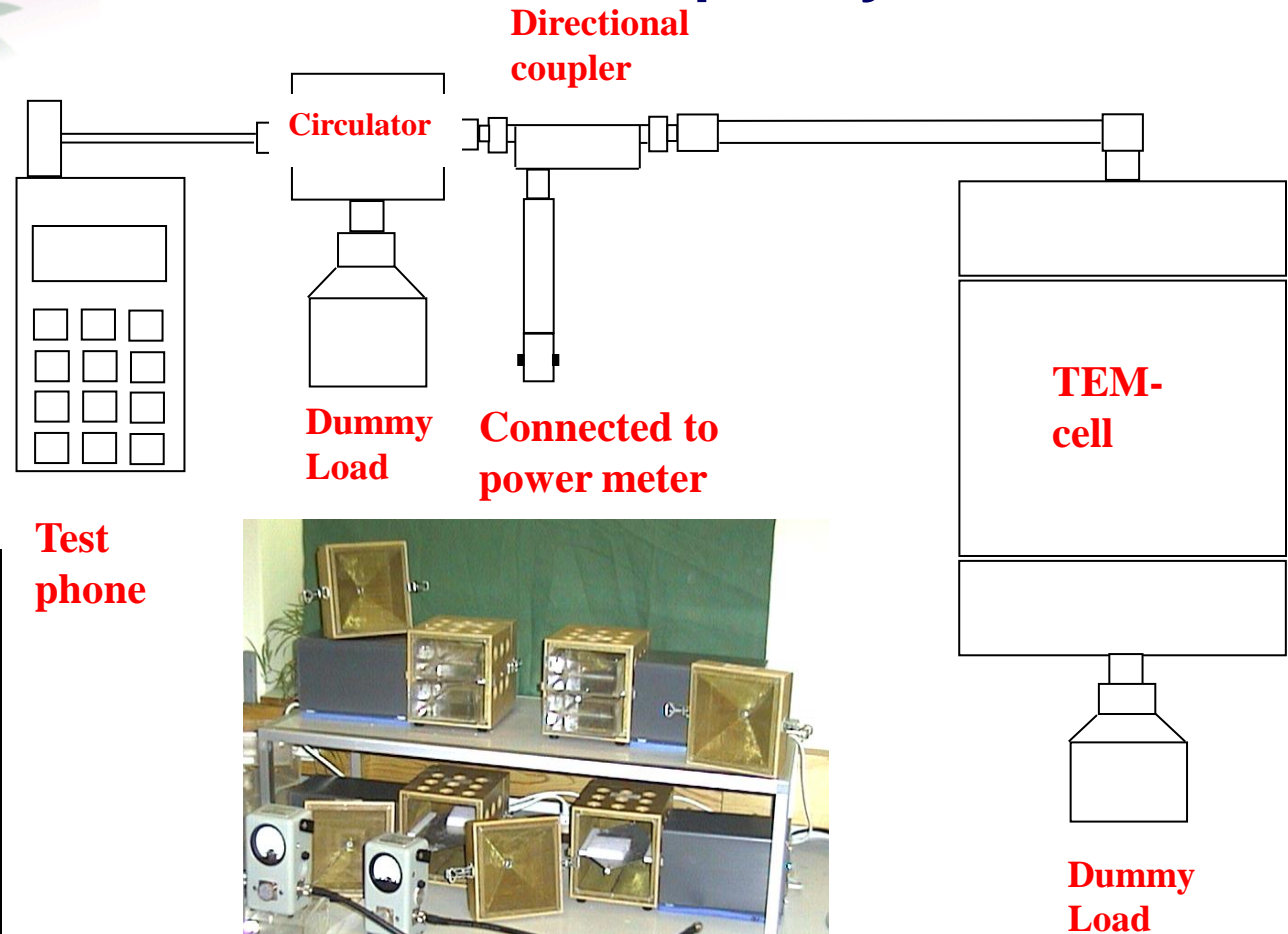 Directional
coupler
Circulator
Dummy
Load
Connected to
power meter
TEM-
cell
Test
phone
Dummy
Load